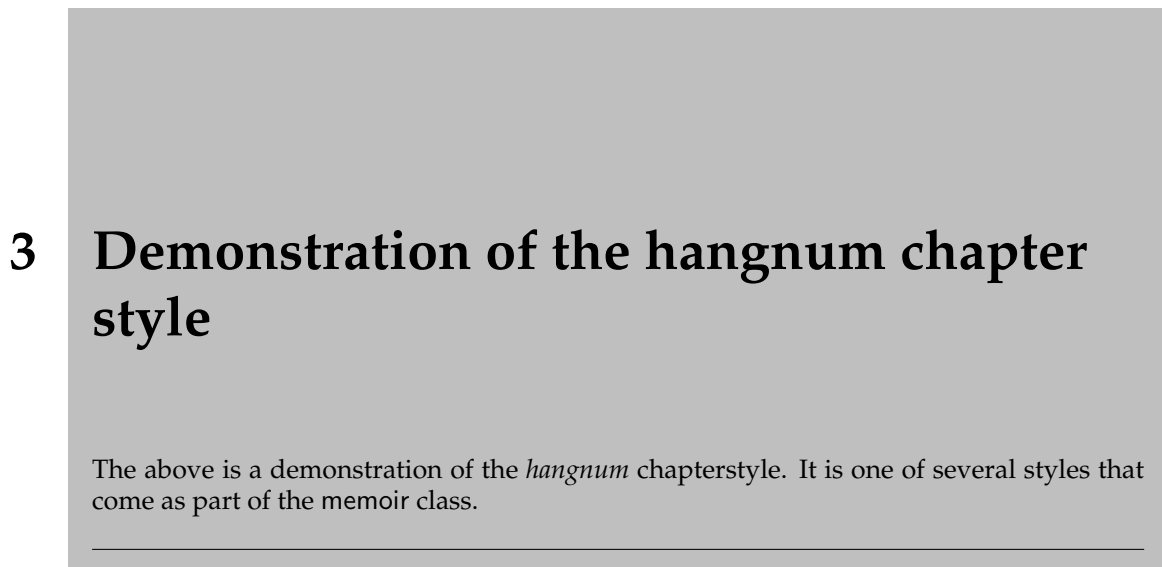 3 Demonstration of the hangnum chapter
style
The above is a demonstration of the hangnum chapterstyle. It is one of several styles that
come as part of the memoir class.